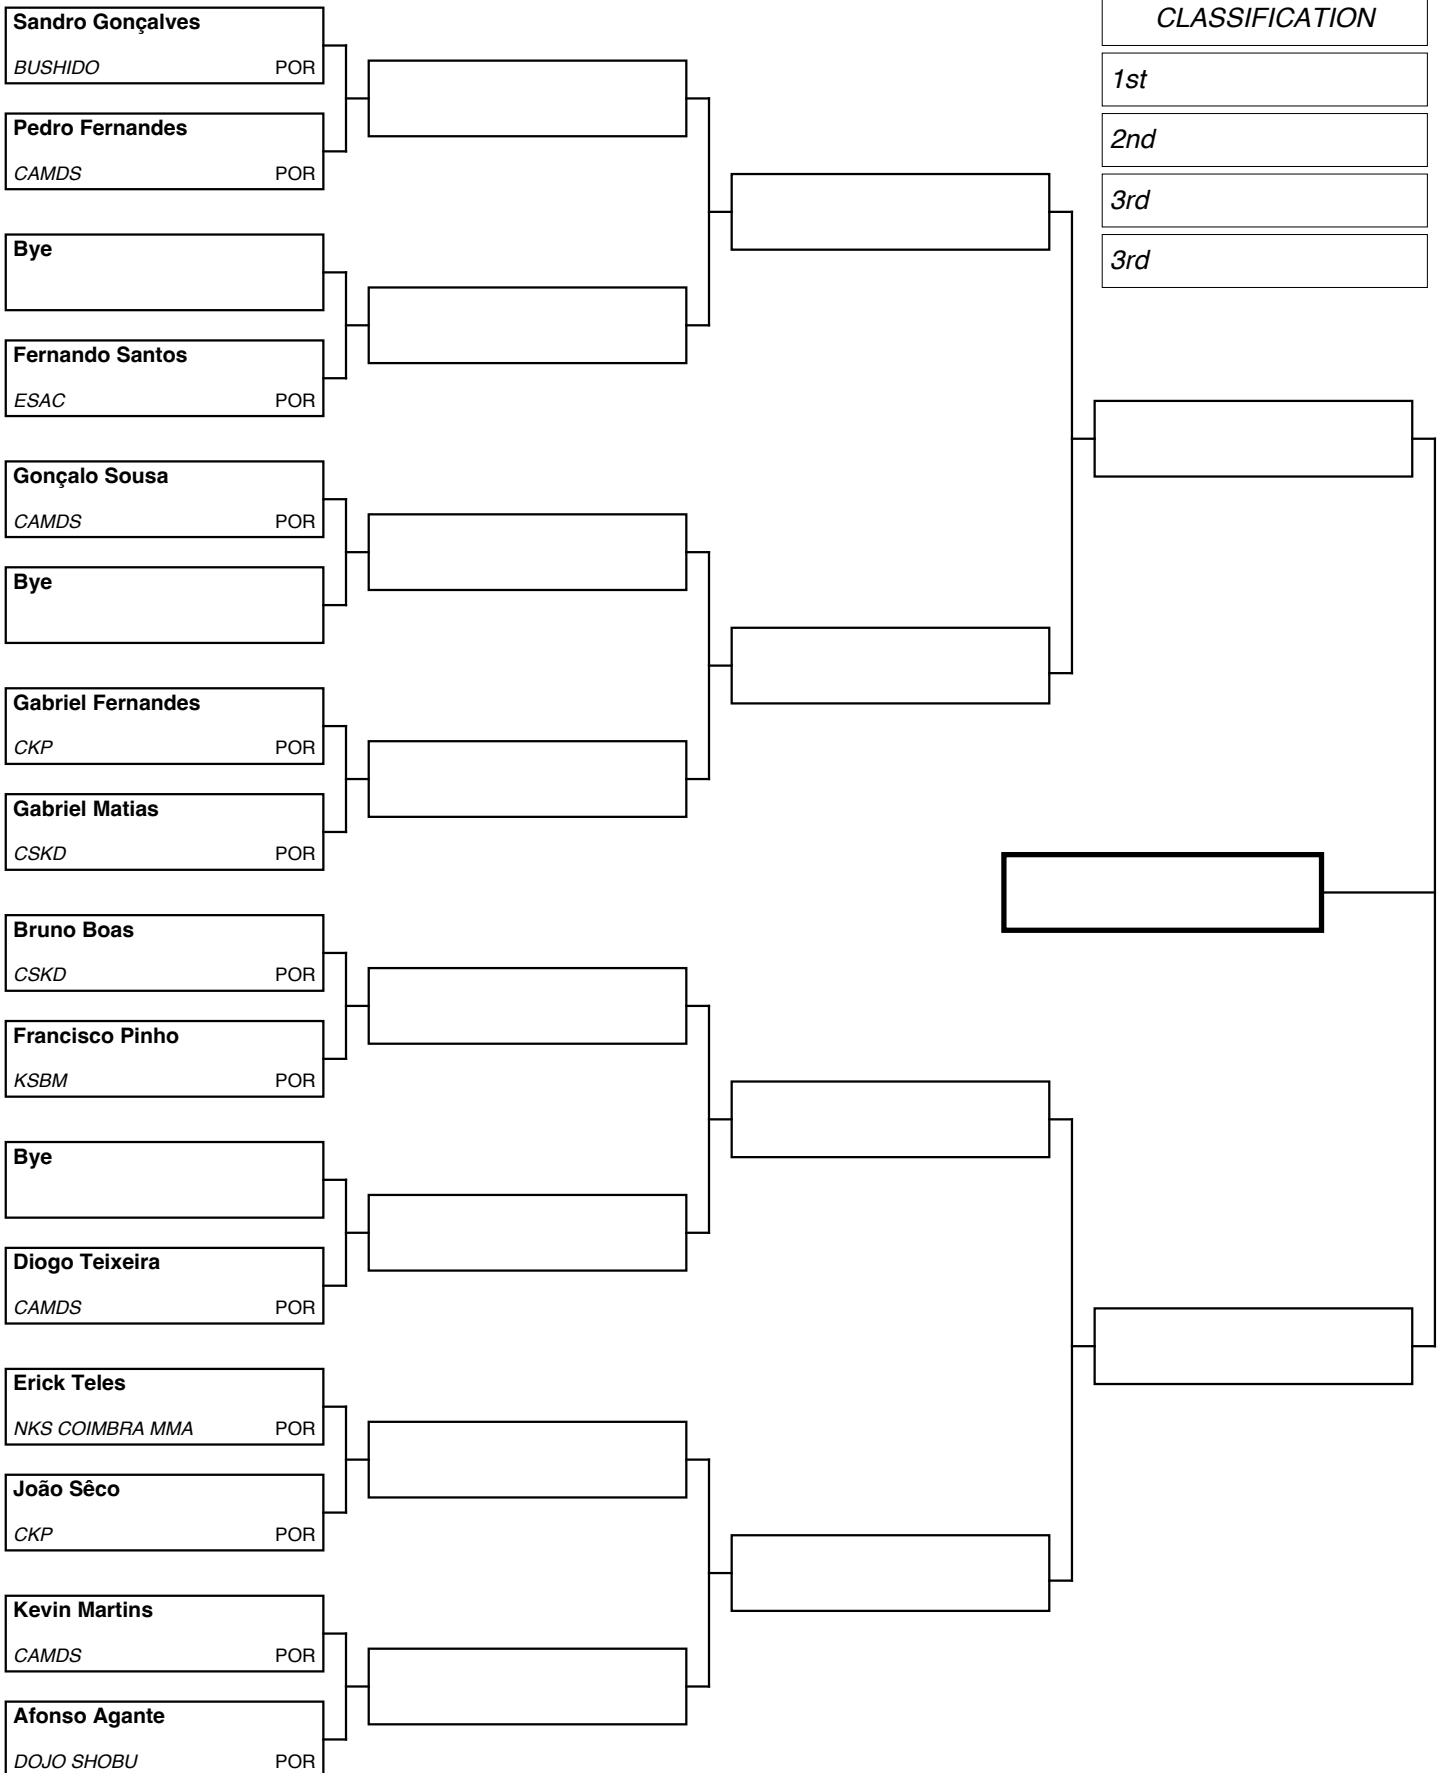 Sandro Gonçalves
BUSHIDO POR
Pedro Fernandes
CAMDS POR
Bye
Fernando Santos
ESAC POR
Gonçalo Sousa
CAMDS POR
Bye
Gabriel Fernandes
CKP POR
Gabriel Matias
CSKD POR
Bruno Boas
CSKD POR
Francisco Pinho
KSBM POR
Bye
Diogo Teixeira
CAMDS POR
Erick Teles
NKS COIMBRA MMA POR
João Sêco
CKP POR
Kevin Martins
CAMDS POR
Afonso Agante
DOJO SHOBU POR
CLASSIFICATION
1st
2nd
3rd
3rd